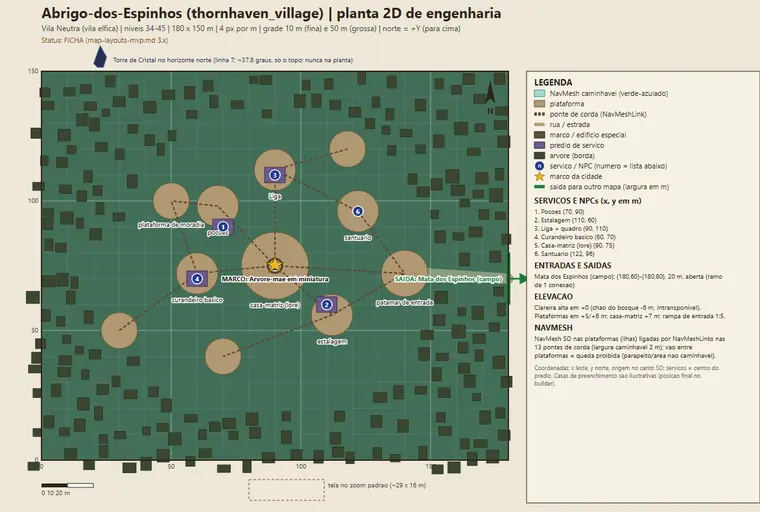 Abrigo-dos-Espinhos (thornhaven_village) | planta 2D de engenharia
Vila Neutra (vila elfica) | niveis 34-45 | 180 x 150 m | 4 px por m | grade 10 m (fina) e 50 m (grossa) | norte = +Y (para cima)
Status: FICHA (map-layouts-mvp.md 3.x)
Torre de Cristal no horizonte norte (linha 7: ~37.8 graus, so o topo; nunca na planta)
150
N
3
Liga
100
plataforma de moradia
1
pocoes
6
santuario
4
curandeiro basico
MARCO: Arvore-mae em miniatura
SAIDA: Mata dos Espinhos (campo)
casa-matriz (lore)
patamar de entrada
2
estalagem
50
0
0
50
100
150
0 10 20 m
tela no zoom padrao (~29 x 16 m)
LEGENDA
NavMesh caminhavel (verde-azulado)
plataforma
ponte de corda (NavMeshLink)
rua / estrada
marco / edificio especial
predio de servico
arvore (borda)
n servico / NPC (numero = lista abaixo)
marco da cidade
saida para outro mapa (largura em m)
SERVICOS E NPCs (x, y em m)
1. Pocoes (70, 90)
2. Estalagem (110, 60)
3. Liga + quadro (90, 110)
4. Curandeiro basico (60, 70)
5. Casa-matriz (lore) (90, 75)
6. Santuario (122, 96)
ENTRADAS E SAIDAS
Mata dos Espinhos (campo): (180,60)-(180,80), 20 m, aberta (ramo
de 1 conexao)
ELEVACAO
Clareira alta em +0 (chao do bosque -6 m, intransponivel).
Plataformas em +5/+6 m; casa-matriz +7 m; rampa de entrada 1:5.
NAVMESH
NavMesh SO nas plataformas (ilhas) ligadas por NavMeshLinks nas
13 pontes de corda (largura caminhavel 2 m); vao entre
plataformas = queda proibida (parapeito/area nao caminhavel).
Coordenadas: x leste, y norte, origem no canto SO; servicos = centro do
predio. Casas de preenchimento sao ilustrativas (posicao final no
builder).